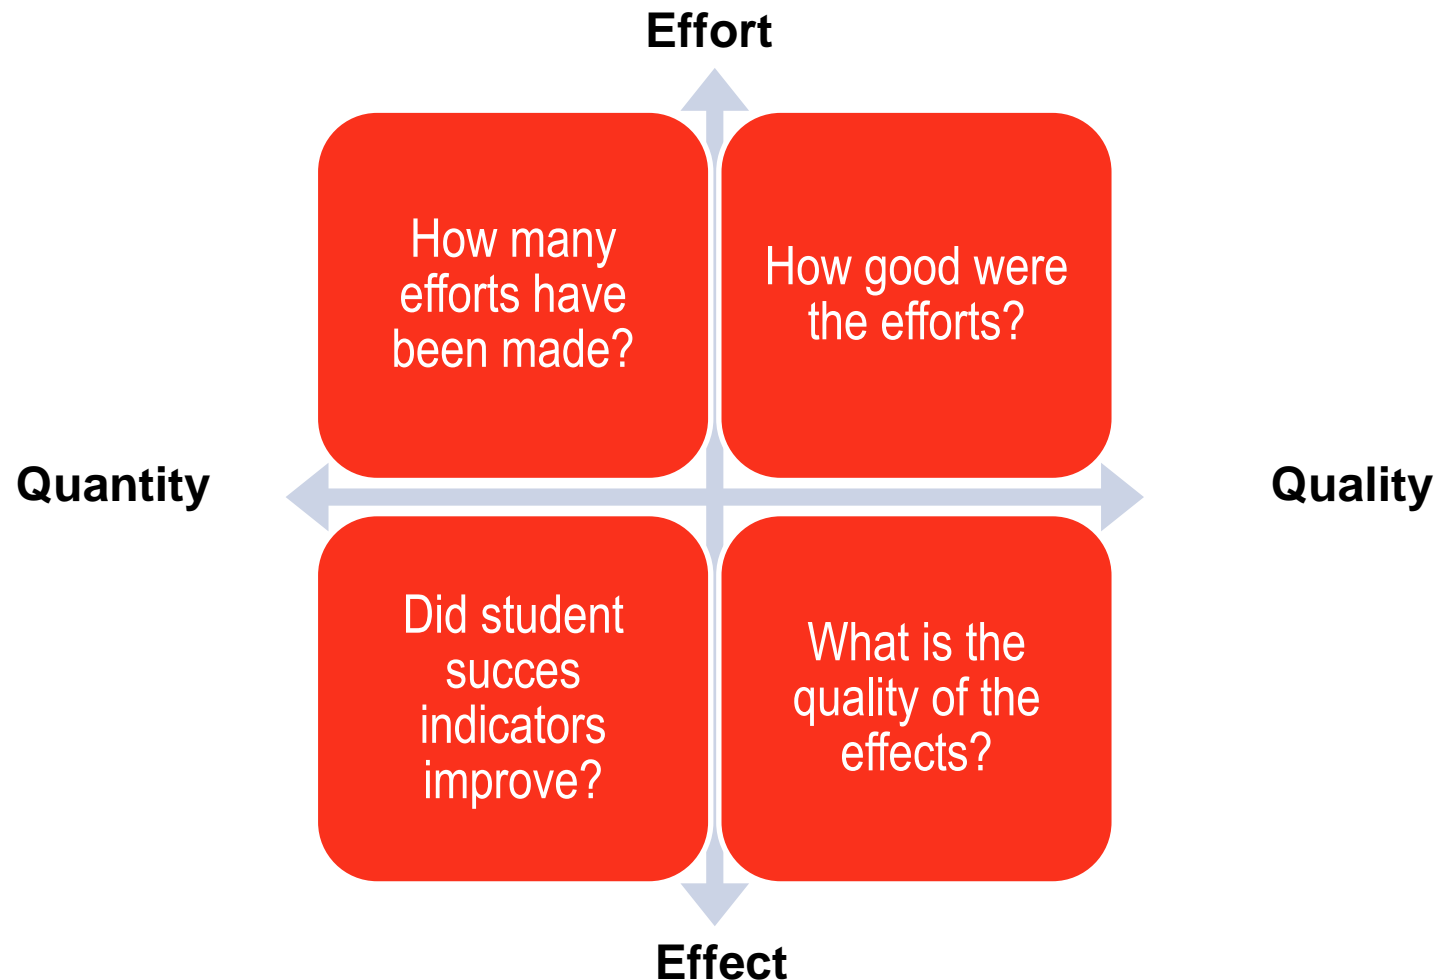 Effort
How many
efforts have
been made?
How good were
the efforts?
Quantity
Quality
Did student
succes
indicators
improve?
What is the
quality of the
effects?
Effect